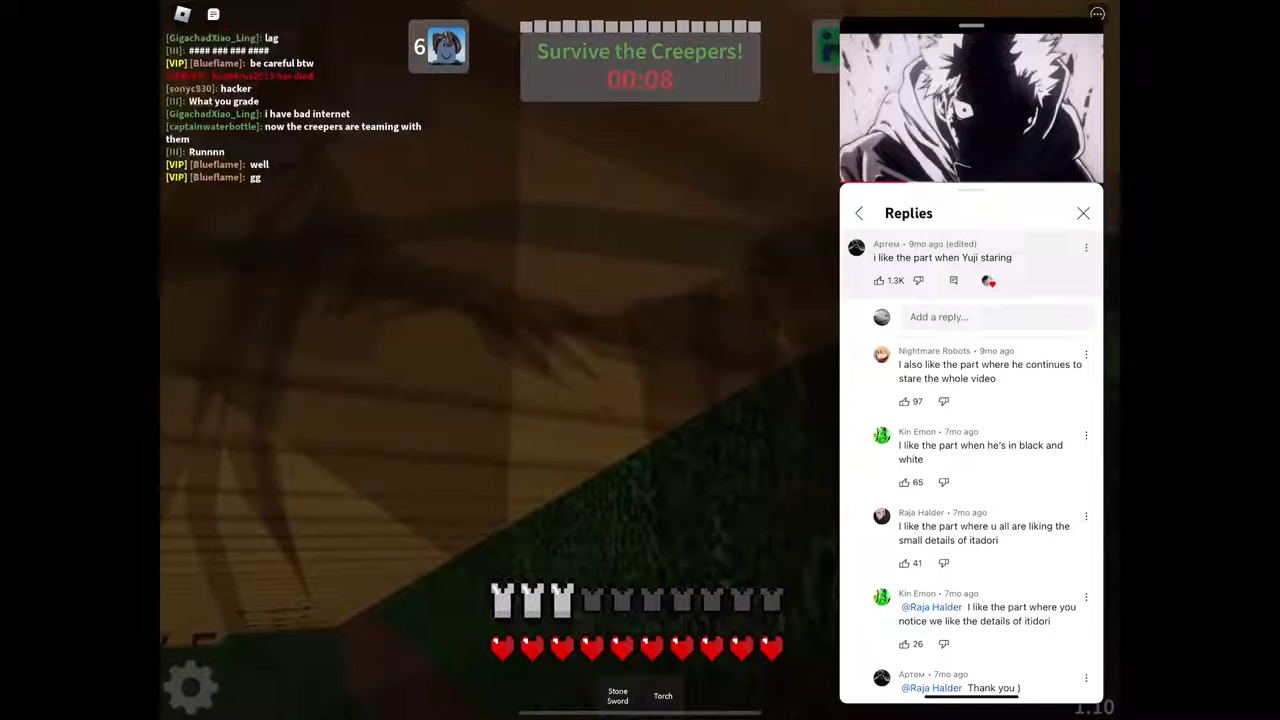 [GigachadXiao_Ling]: lag
[III]: #### ### ### ####
[VIP] [Blueflame]: be careful btw
has died
[sonyc930]: hacker
[III]: What you grade
[GigachadXiao_Ling]: i have bad internet
[captainwaterbottle]: now the creepers are teaming with
them
[III]: Runnnn
[VIP] [Blueflame]: well
[VIP] [Blueflame]: gg
6
Survive the Creepers!
00:08
Replies
Артем • 9mo ago (edited)
i like the part when Yuji staring
1.3K
Add a reply...
Nightmare Robots • 9mo ago
I also like the part where he continues to
stare the whole video
97
Kin Emon • 7mo ago
I like the part when he's in black and
white
65
Raja Halder • 7mo ago
I like the part where u all are liking the
small details of itadori
41
Kin Emon • 7mo ago
@Raja Halder I like the part where you
notice we like the details of itidori
26
Артем • 7mo ago
@Raja Halder Thank you )
Stone
Sword
Torch
1.10